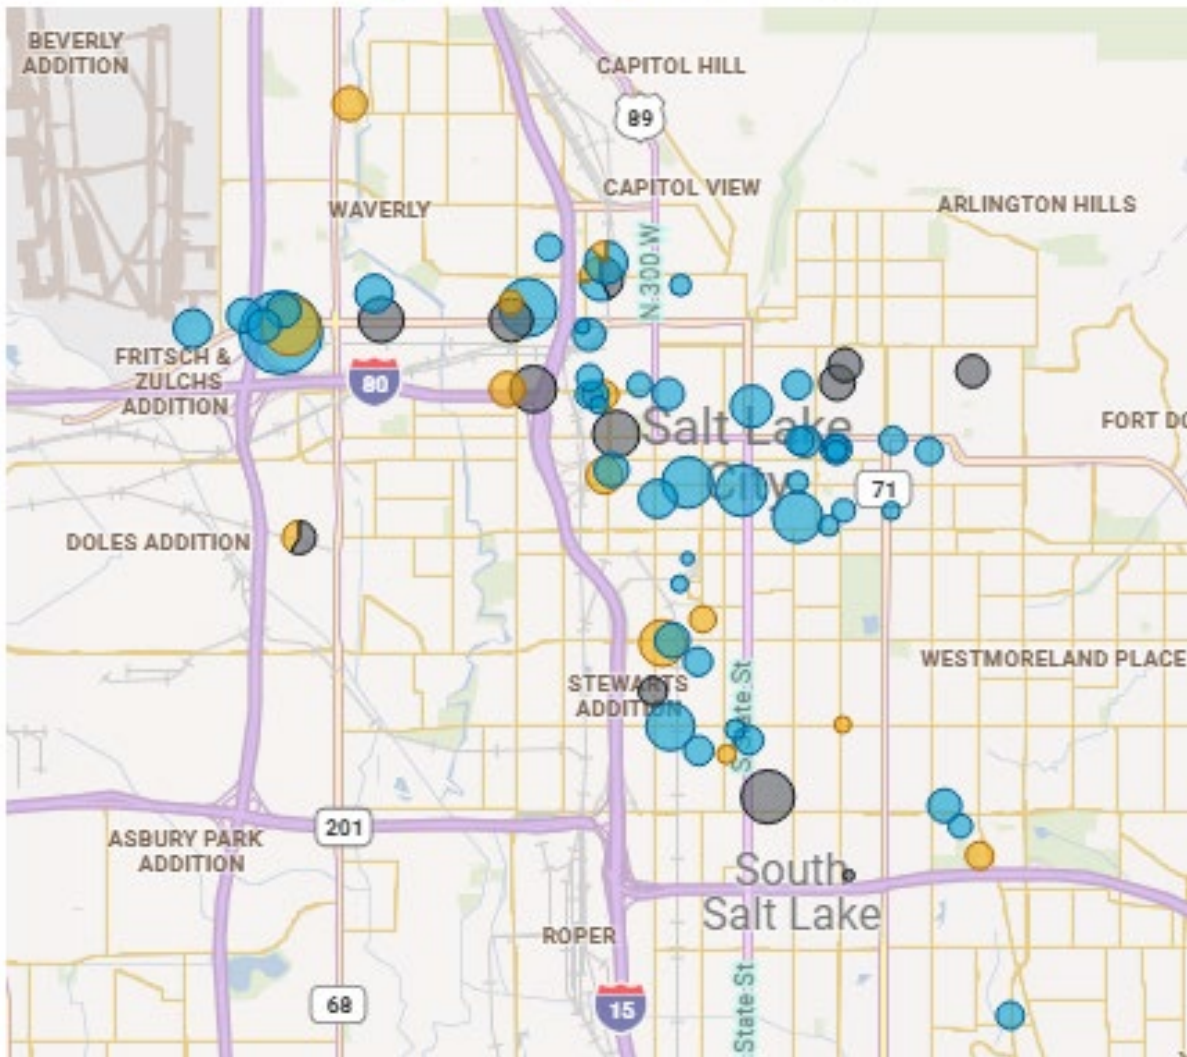 BEVERLY
ADDITION
CAPITOL HILL
89
CAPITOL VIEW
WAVERLY
ARLINGTON HILLS
N 300 W
FRITSCH &
ZULCHS
ADDITION
80
Salt Lake
City
FORT DO
71
DOLES ADDITION
WESTMORELAND PLACE
STEWARTS
ADDITION
State St
201
ASBURY PARK
ADDITION
South
Salt Lake
ROPER
68
15
State St